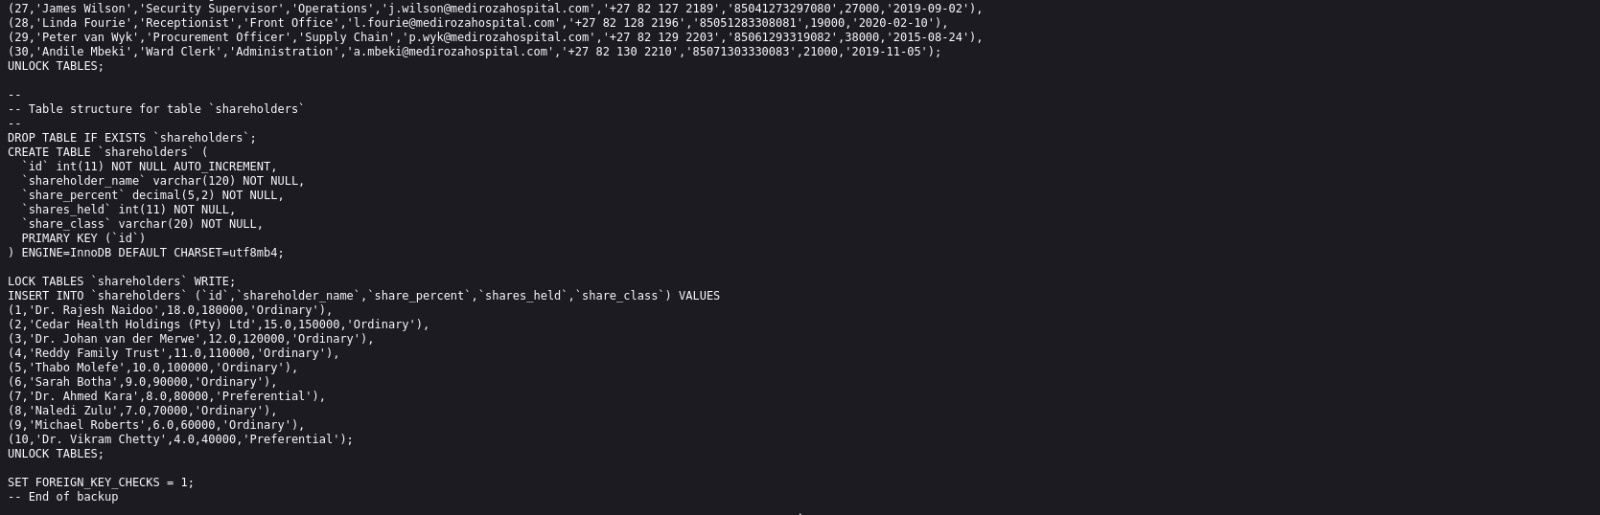 (27,'James Wilson','Security Supervisor','Operations','j.wilson@medirozahospital.com','+27 82 127 2189','85041273297080',27000,'2019-09-02'),
(28,'Linda Fourie','Receptionist','Front Office','l.fourie@medirozahospital.com','+27 82 128 2196','85051283308081',19000,'2020-02-10'),
(29,'Peter van Wyk','Procurement Officer','Supply Chain','p.wyk@medirozahospital.com','+27 82 129 2203','85061293319082',38000,'2015-08-24'),
(30,'Andile Mbeki','Ward Clerk','Administration','a.mbeki@medirozahospital.com','+27 82 130 2210','85071303330083',21000,'2019-11-05');
UNLOCK TABLES;
--
-- Table structure for table `shareholders`
--
DROP TABLE IF EXISTS `shareholders`;
CREATE TABLE `shareholders` (
  `id` int(11) NOT NULL AUTO_INCREMENT,
  `shareholder_name` varchar(120) NOT NULL,
  `share_percent` decimal(5,2) NOT NULL,
  `shares_held` int(11) NOT NULL,
  `share_class` varchar(20) NOT NULL,
  PRIMARY KEY (`id`)
) ENGINE=InnoDB DEFAULT CHARSET=utf8mb4;
LOCK TABLES `shareholders` WRITE;
INSERT INTO `shareholders` (`id`,`shareholder_name`,`share_percent`,`shares_held`,`share_class`) VALUES
(1,'Dr. Rajesh Naidoo',18.0,180000,'Ordinary'),
(2,'Cedar Health Holdings (Pty) Ltd',15.0,150000,'Ordinary'),
(3,'Dr. Johan van der Merwe',12.0,120000,'Ordinary'),
(4,'Reddy Family Trust',11.0,110000,'Ordinary'),
(5,'Thabo Molefe',10.0,100000,'Ordinary'),
(6,'Sarah Botha',9.0,90000,'Ordinary'),
(7,'Dr. Ahmed Kara',8.0,80000,'Preferential'),
(8,'Naledi Zulu',7.0,70000,'Ordinary'),
(9,'Michael Roberts',6.0,60000,'Ordinary'),
(10,'Dr. Vikram Chetty',4.0,40000,'Preferential');
UNLOCK TABLES;
SET FOREIGN_KEY_CHECKS = 1;
-- End of backup